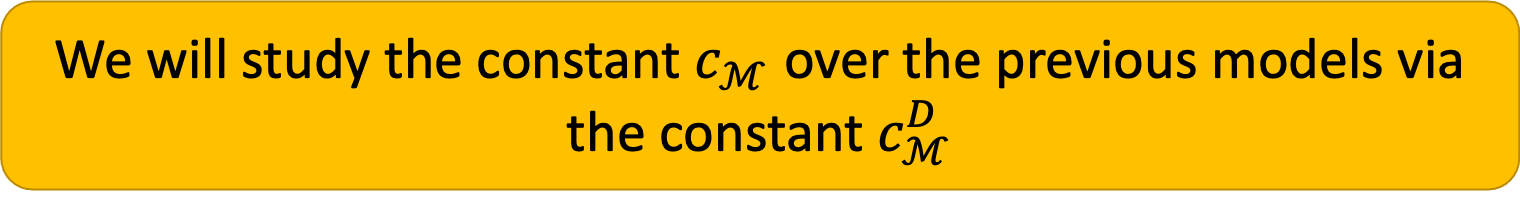 We will study the constant 𝑐_ℳ over the previous models via
the constant 𝑐_ℳ^𝐷